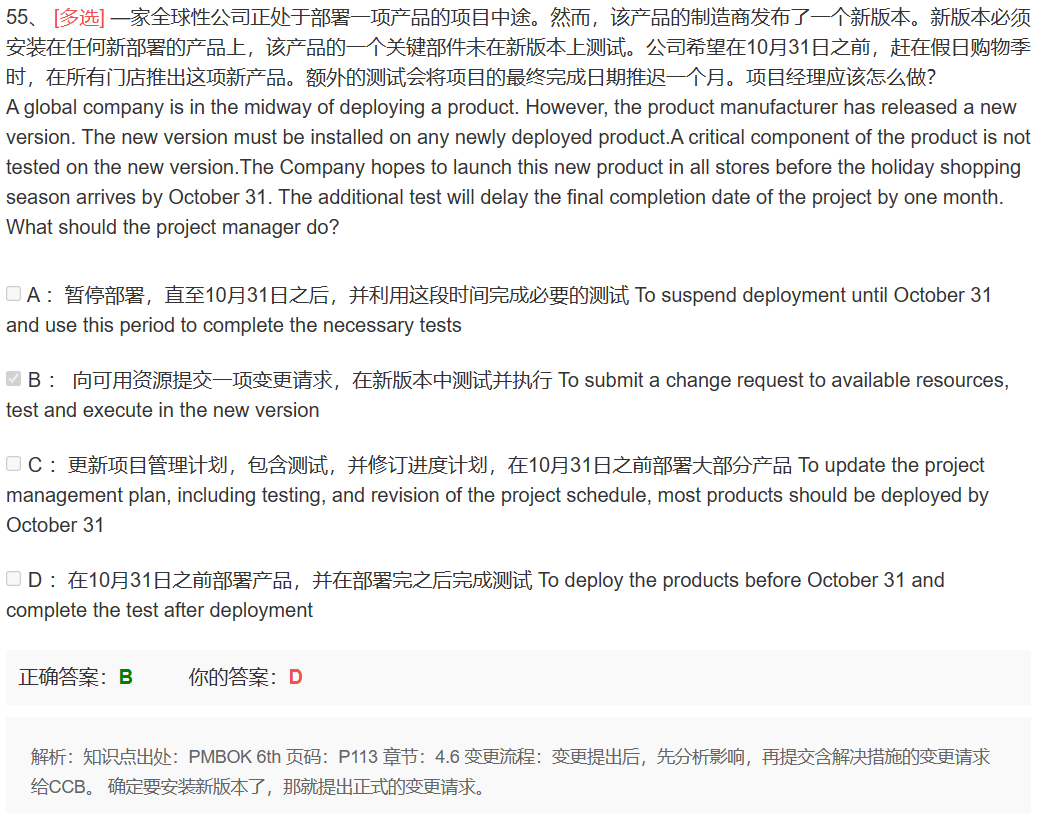 55、 [多选] —家全球性公司正处于部署一项产品的项目中途。然而，该产品的制造商发布了一个新版本。新版本必须
安装在任何新部署的产品上，该产品的一个关键部件未在新版本上测试。公司希望在10月31日之前，赶在假日购物季
时，在所有门店推出这项新产品。额外的测试会将项目的最终完成日期推迟一个月。项目经理应该怎么做?
A global company is in the midway of deploying a product. However, the product manufacturer has released a new
version. The new version must be installed on any newly deployed product.A critical component of the product is not
tested on the new version.The Company hopes to launch this new product in all stores before the holiday shopping
season arrives by October 31. The additional test will delay the final completion date of the project by one month.
What should the project manager do?
A： 暂停部署，直至10月31日之后，并利用这段时间完成必要的测试 To suspend deployment until October 31
and use this period to complete the necessary tests
B： 向可用资源提交一项变更请求，在新版本中测试并执行 To submit a change request to available resources,
test and execute in the new version
C： 更新项目管理计划，包含测试，并修订进度计划，在10月31日之前部署大部分产品 To update the project
management plan, including testing, and revision of the project schedule, most products should be deployed by
October 31
D： 在10月31日之前部署产品，并在部署完之后完成测试 To deploy the products before October 31 and
complete the test after deployment
正确答案：B 你的答案：D
解析：知识点出处：PMBOK 6th 页码：P113 章节：4.6 变更流程：变更提出后，先分析影响，再提交含解决措施的变更请求
给CCB。 确定要安装新版本了，那就提出正式的变更请求。